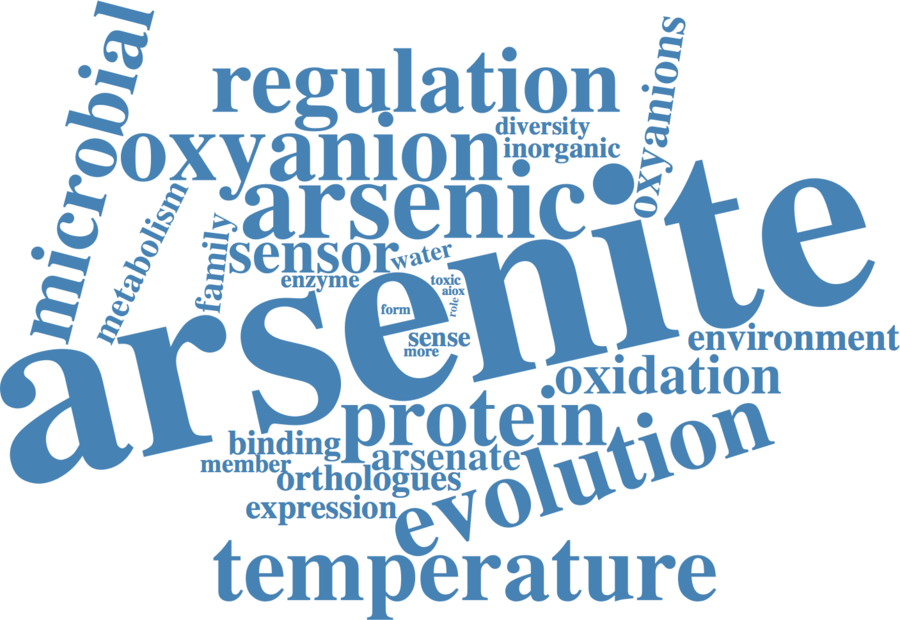 microbial
regulation
oxyanions
oxyanion
diversity
inorganic
arsenic
metabolism
family
sensor
water
enzyme
toxic
aiox
role
form
arsenite
sense
more
environment
oxidation
protein
binding
arsenate
member
orthologues
evolution
expression
temperature